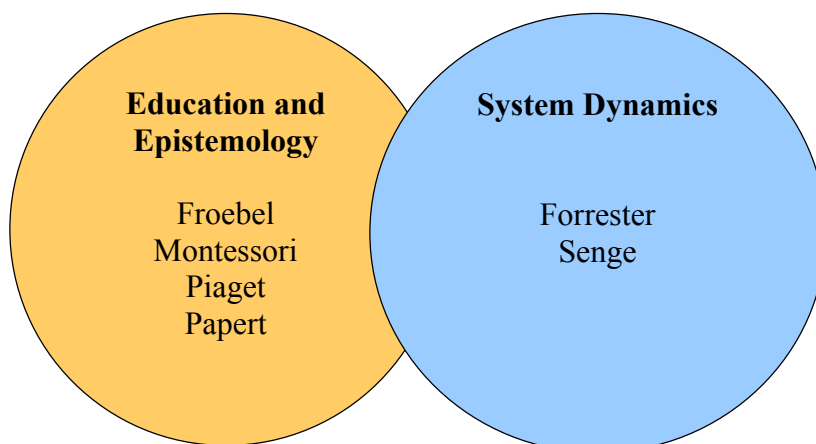 Education and
Epistemology
Froebel
Montessori
Piaget
Papert
System Dynamics
Forrester
Senge